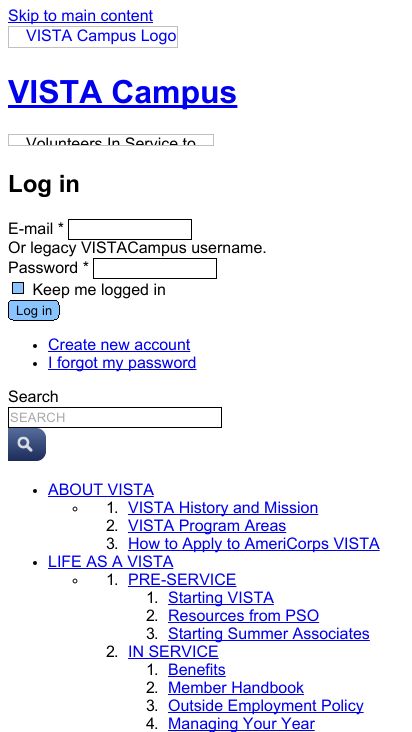 Skip to main content
VISTA Campus Logo
VISTA Campus
Volunteers In Service to
Log in
E-mail *
Or legacy VISTACampus username.
Password *
Keep me logged in
Log in
• Create new account
• I forgot my password
Search
SEARCH
• ABOUT VISTA
1. VISTA History and Mission
2. VISTA Program Areas
3. How to Apply to AmeriCorps VISTA
• LIFE AS A VISTA
1. PRE-SERVICE
1. Starting VISTA
2. Resources from PSO
3. Starting Summer Associates
2. IN SERVICE
1. Benefits
2. Member Handbook
3. Outside Employment Policy
4. Managing Your Year